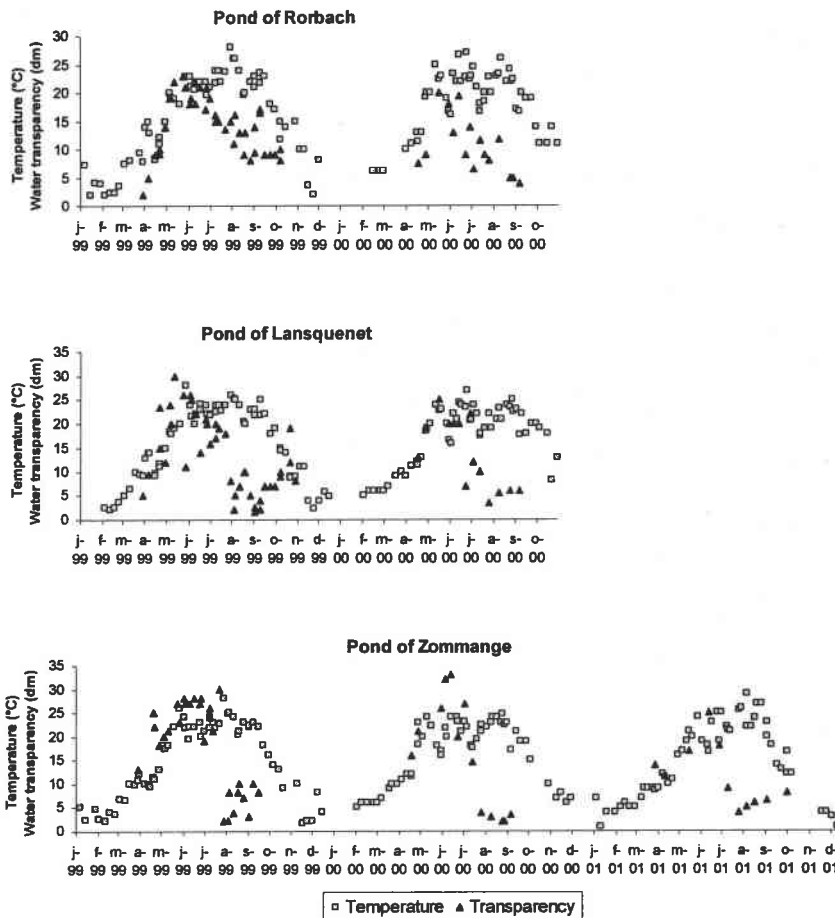 Pond of Rorbach
Temperature (°C)
Water transparency (dm)
30
25
20
15
10
5
0
j- f- m- a- m- j- j- a- s- o- n- d- j- f- m- a- m- j- j- a- s- o-
99 99 99 99 99 99 99 99 99 99 99 99 00 00 00 00 00 00 00 00 00 00
Pond of Lansquenet
Temperature (°C)
Water transparency (dm)
35
30
25
20
15
10
5
0
j- f- m- a- m- j- j- a- s- o- n- d- j- f- m- a- m- j- j- a- s- o-
99 99 99 99 99 99 99 99 99 99 99 99 00 00 00 00 00 00 00 00 00 00
Pond of Zommange
Temperature (°C)
Water transparency (dm)
35
30
25
20
15
10
5
0
j- f- m- a- m- j- j- a- s- o- n- d- j- f- m- a- m- j- j- a- s- o- n- d- j- f- m- a- m- j- j- a- s- o- n- d-
99 99 99 99 99 99 99 99 99 99 99 99 00 00 00 00 00 00 00 00 00 00 00 00 01 01 01 01 01 01 01 01 01 01 01 01
Temperature Transparency